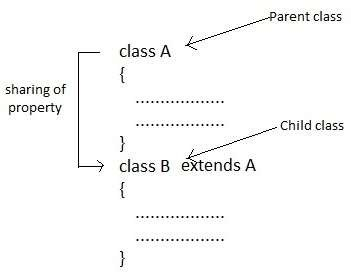 Parent class
class A
{
sharing of
property
..................
..................
}
Child class
class B extends A
{
..................
..................
}